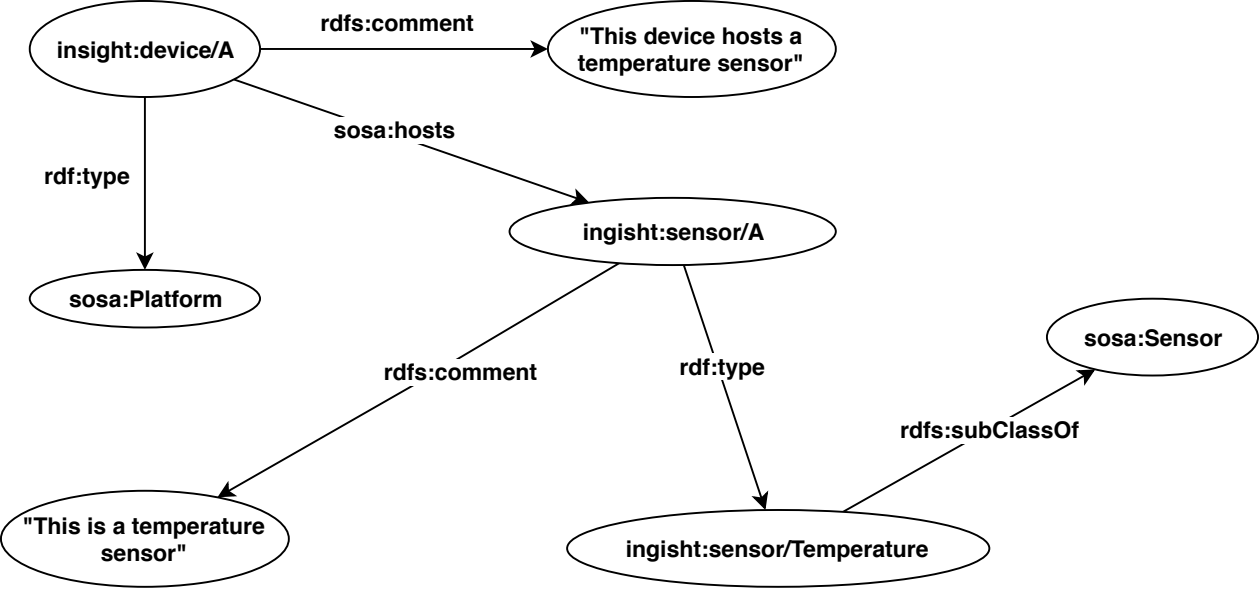 insight:device/A
rdfs:comment
"This device hosts a
temperature sensor"
sosa:hosts
rdf:type
ingisht:sensor/A
sosa:Platform
sosa:Sensor
rdfs:comment
rdf:type
rdfs:subClassOf
"This is a temperature
sensor"
ingisht:sensor/Temperature